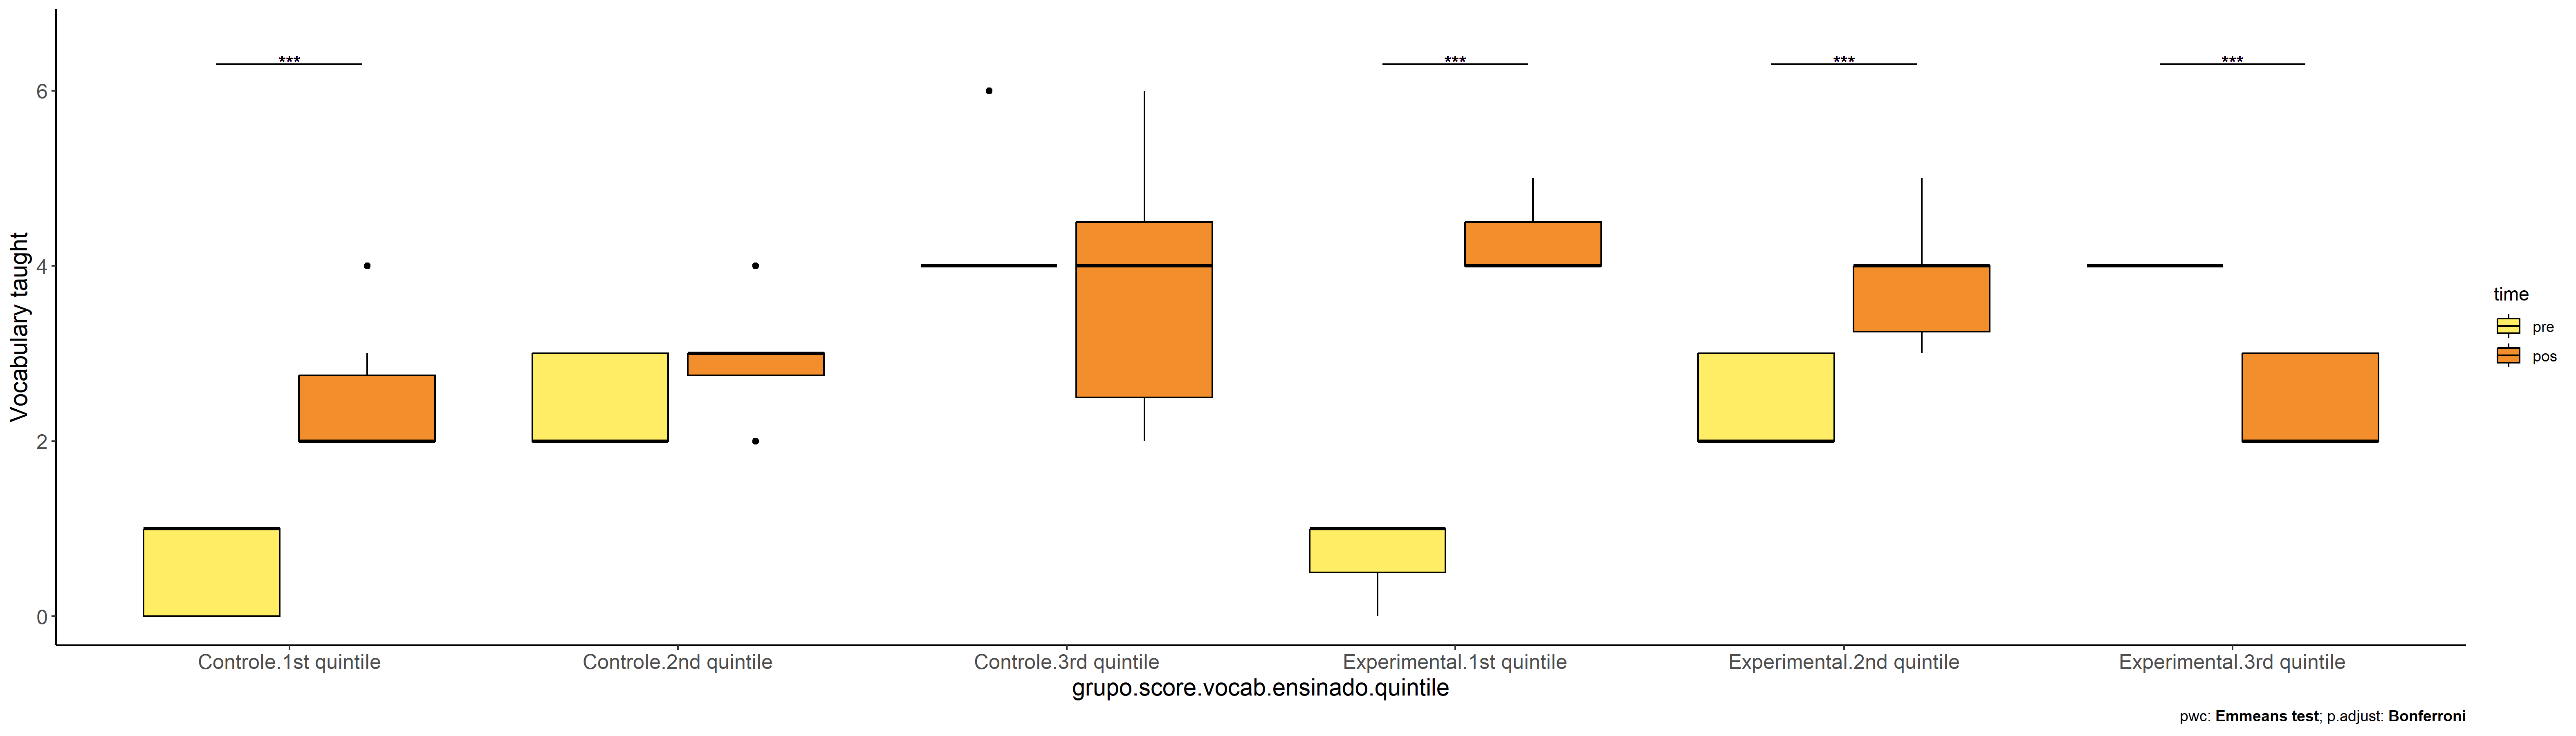 *** *** *** ***
6
4
2
0
Vocabulary taught
Controle.1st quintile Controle.2nd quintile Controle.3rd quintile Experimental.1st quintile Experimental.2nd quintile Experimental.3rd quintile
grupo.score.vocab.ensinado.quintile
time
pre
pos
pwc: Emmeans test; p.adjust: Bonferroni